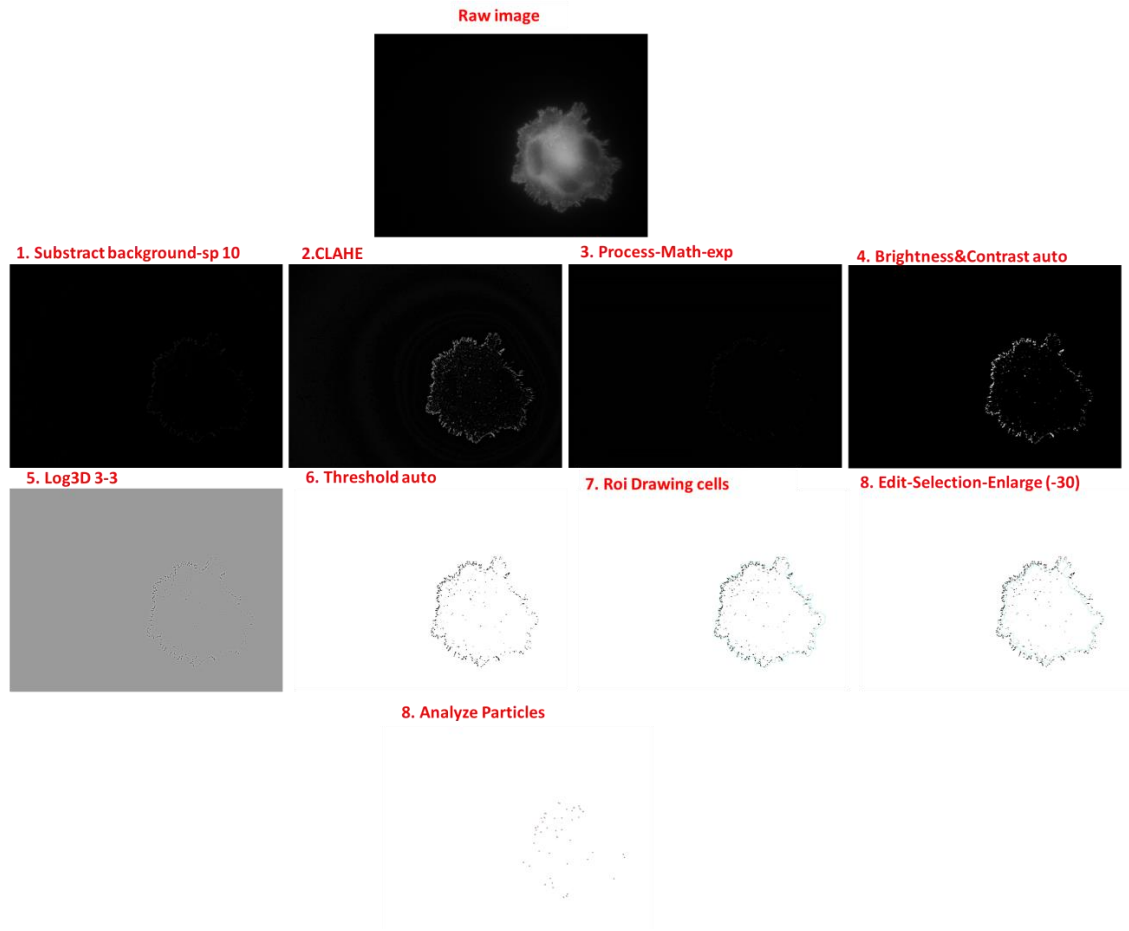 Raw image
1. Substract background-sp 10
2.CLAHE
3. Process-Math-exp
4. Brightness&Contrast auto
5. Log3D 3-3
6. Threshold auto
7. Roi Drawing cells
8. Edit-Selection-Enlarge (-30)
8. Analyze Particles